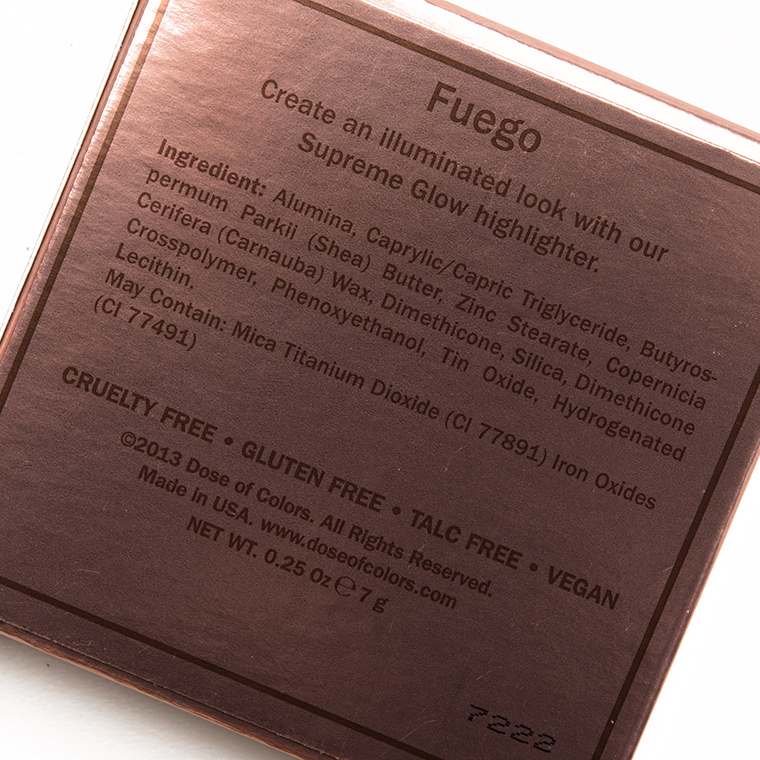 Fuego
Create an illuminated look with our
Supreme Glow highlighter.
Ingredient: Alumina, Caprylic/Capric Triglyceride, Butyros-
permum Parkii (Shea) Butter, Zinc Stearate, Copernicia
Cerifera (Carnauba) Wax, Dimethicone, Silica, Dimethicone
Crosspolymer, Phenoxyethanol, Tin Oxide, Hydrogenated
Lecithin.
May Contain: Mica Titanium Dioxide (CI 77891) Iron Oxides
(CI 77491)
CRUELTY FREE • GLUTEN FREE • TALC FREE • VEGAN
©2013 Dose of Colors. All Rights Reserved.
Made in USA. www.doseofcolors.com
NET WT. 0.25 Oz ℮ 7 g
7222